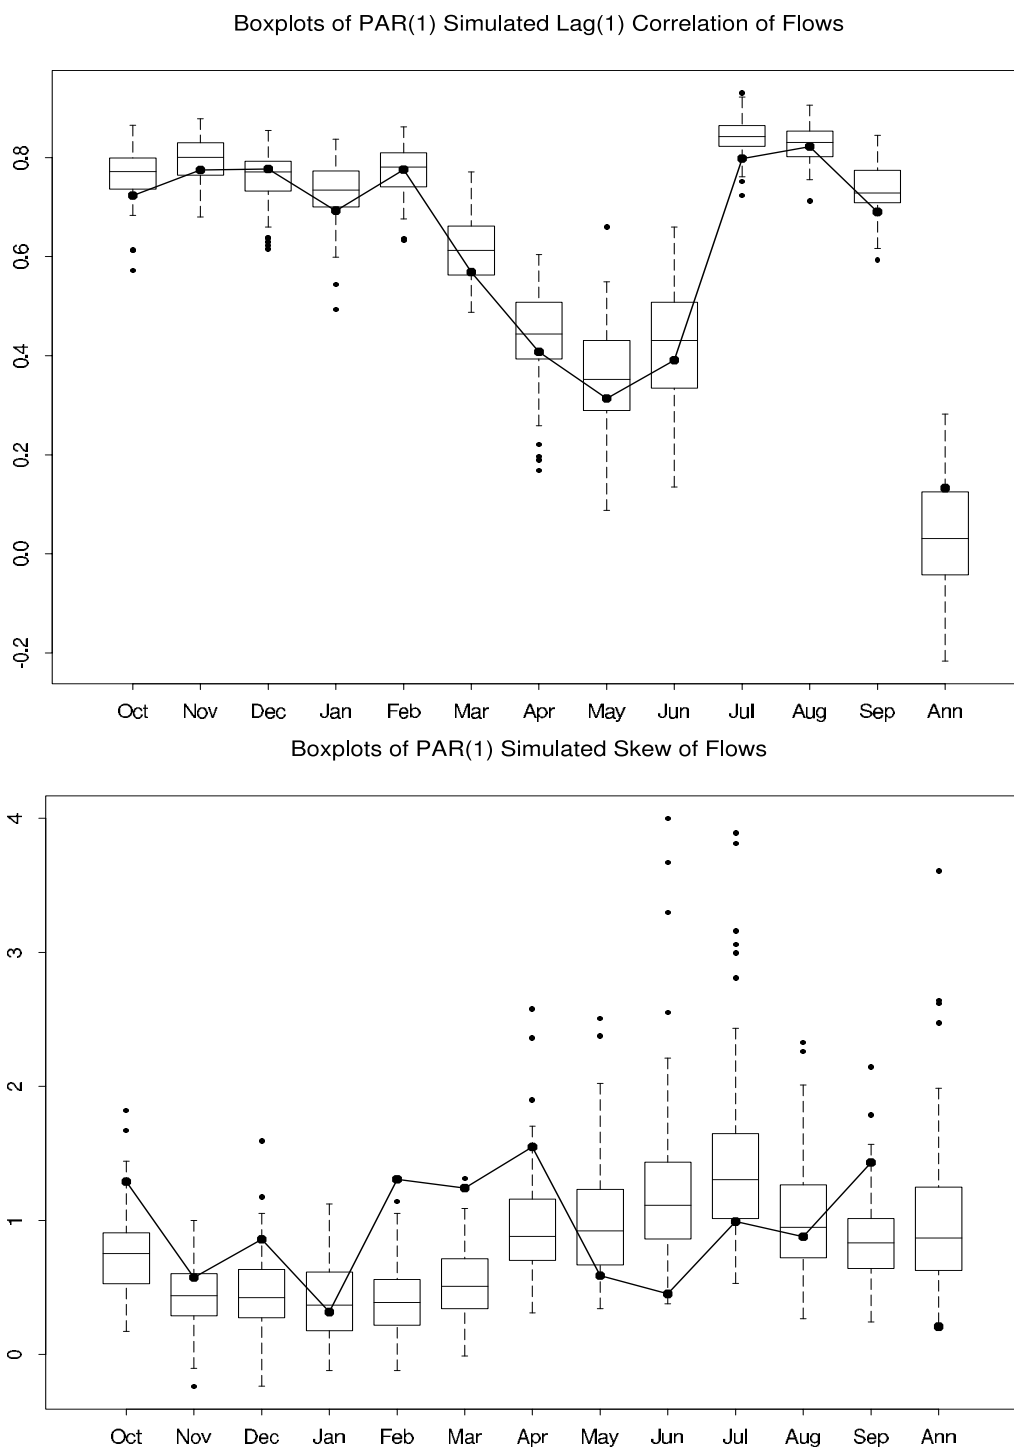 Boxplots of PAR(1) Simulated Lag(1) Correlation of Flows
0.8
0.6
0.4
0.2
0.0
-0.2
Oct Nov Dec Jan Feb Mar Apr May Jun Jul Aug Sep Ann
Boxplots of PAR(1) Simulated Skew of Flows
4
3
2
1
0
Oct Nov Dec Jan Feb Mar Apr May Jun Jul Aug Sep Ann